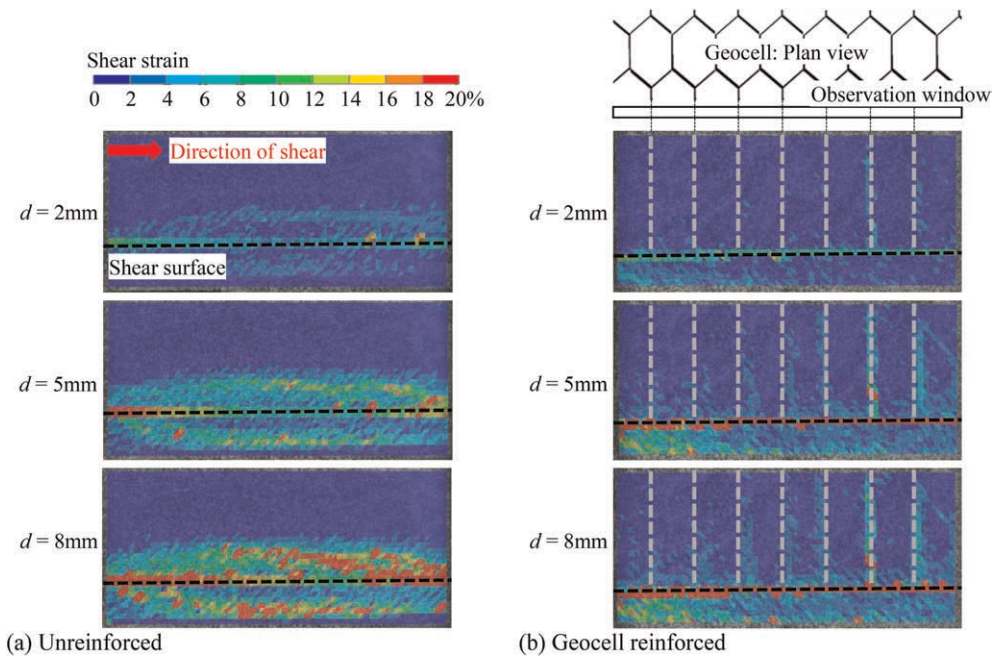 Shear strain
0 2 4 6 8 10 12 14 16 18 20%
Geocell: Plan view
Observation window
Direction of shear
d = 2mm
Shear surface
d = 5mm
d = 8mm
(a) Unreinforced
d = 2mm
d = 5mm
d = 8mm
(b) Geocell reinforced